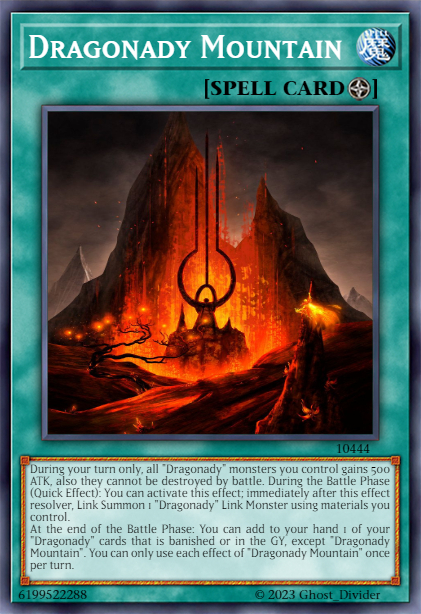 Dragonady Mountain
魔
[SPELL CARD]
10444
During your turn only, all "Dragonady" monsters you control gains 500
ATK, also they cannot be destroyed by battle. During the Battle Phase
(Quick Effect): You can activate this effect; immediately after this effect
resolver, Link Summon 1 "Dragonady" Link Monster using materials you
control.
At the end of the Battle Phase: You can add to your hand 1 of your
"Dragonady" cards that is banished or in the GY, except "Dragonady
Mountain". You can only use each effect of "Dragonady Mountain" once
per turn.
6199522288
© 2023 Ghost_Divider